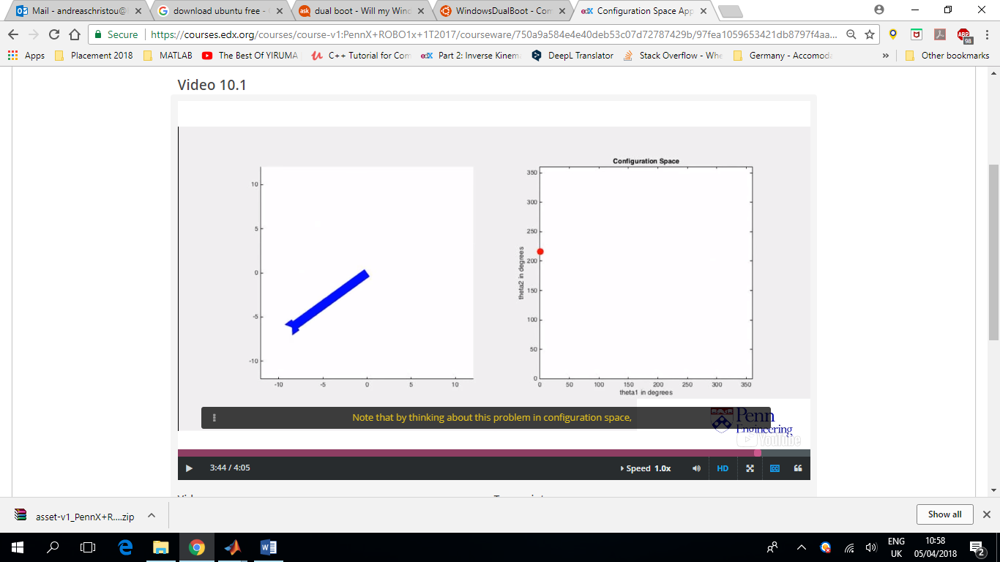 Mail - andreaschristou@
download ubuntu free -
dual boot - Will my Wind
WindowsDualBoot - Com
Configuration Space App
Secure
https://courses.edx.org/courses/course-v1:PennX+ROBO1x+1T2017/courseware/750a9a584e4e40deb53c07d72787429b/97fea1059653421db8797f4aa...
ABP
98
Apps
Placement 2018
MATLAB
The Best Of YIRUMA
C++ Tutorial for Com
Part 2: Inverse Kinema
DeepL Translator
Stack Overflow - Whe
Germany - Accomoda
»
Other bookmarks
Video 10.1
10
5
0
-5
-10
-10 -5 0 5 10
Configuration Space
350
300
250
200
150
100
50
0
theta2 in degrees
0 50 100 150 200 250 300 350
theta1 in degrees
Note that by thinking about this problem in configuration space,
Penn
Engineering
YouTube
3:44 / 4:05
Speed 1.0x
HD
asset-v1_PennX+R....zip
Show all
ENG
UK
10:58
05/04/2018
2